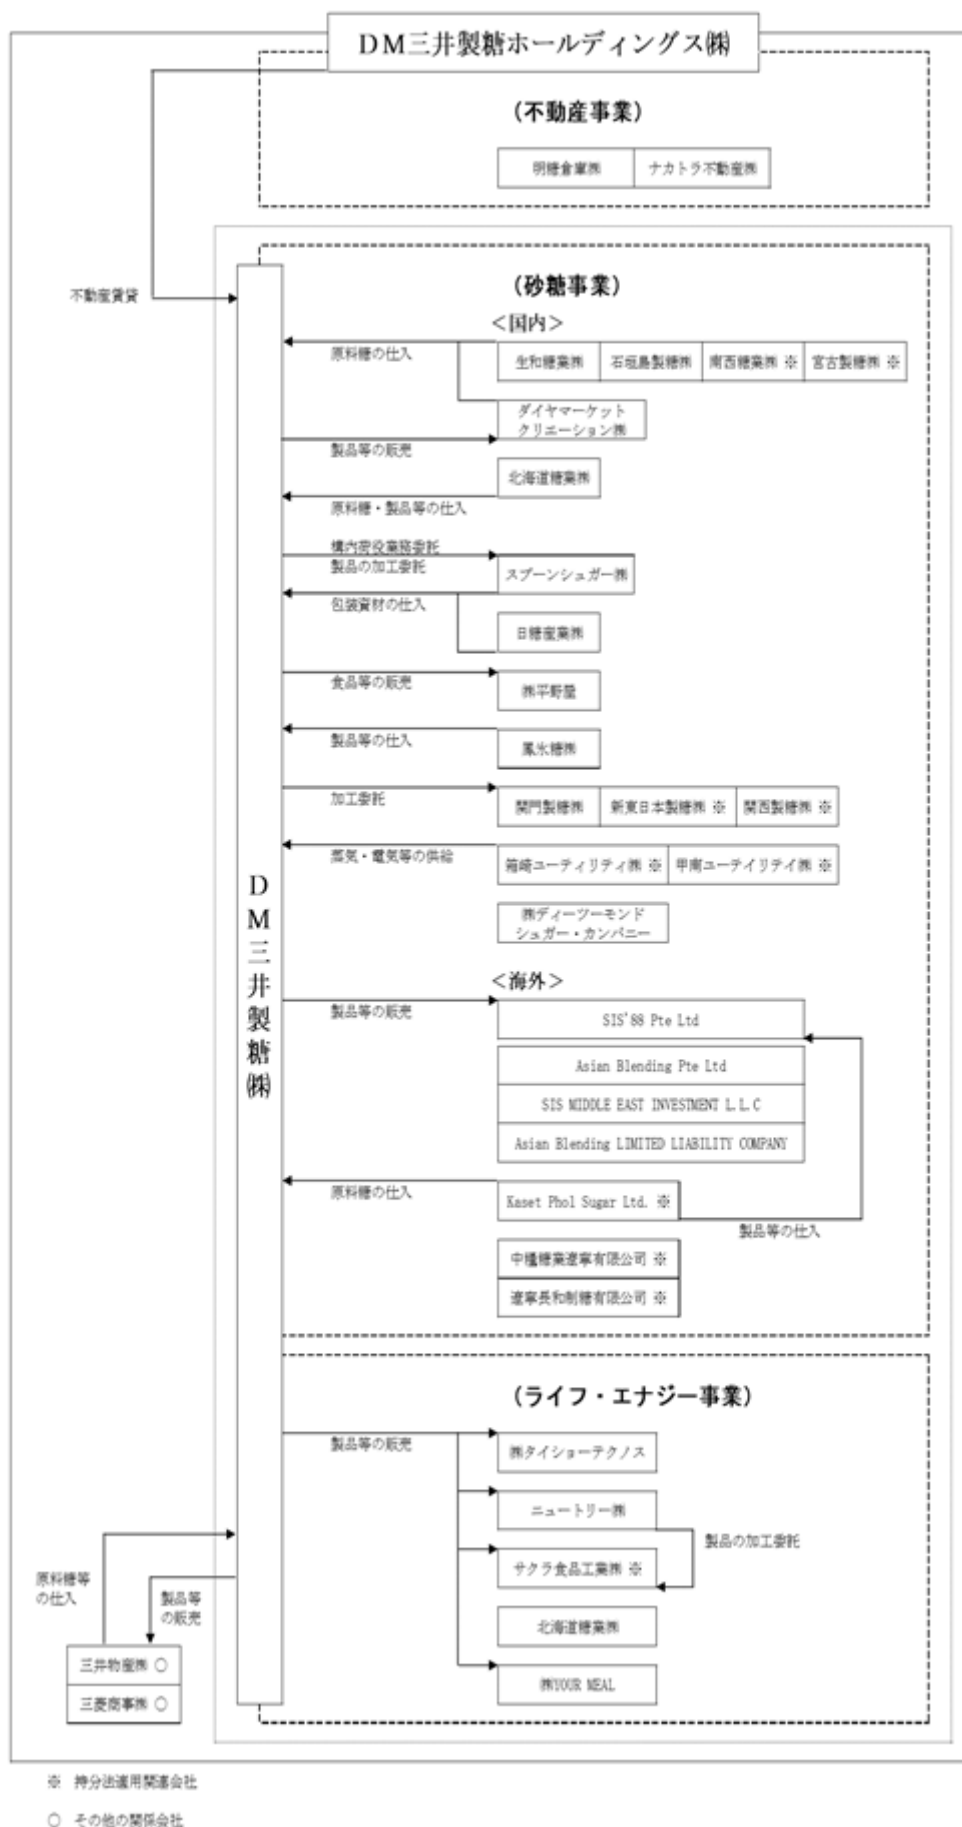 DM三井製糖ホールディングス㈱
(不動産事業)
明糖倉庫㈱
ナカトラ不動産㈱
不動産賃貸
(砂糖事業)
<国内>
原料糖の仕入
生和糖業㈱
石垣島製糖㈱
南西糖業㈱ ※
宮古製糖㈱ ※
ダイヤマーケット
クリエーション㈱
製品等の販売
北海道糖業㈱
原料糖・製品等の仕入
構内荷役業務委託
製品の加工委託
スプーンシュガー㈱
包装資材の仕入
日糖産業㈱
食品等の販売
㈱平野屋
製品等の仕入
鳳氷糖㈱
加工委託
関門製糖㈱
新東日本製糖㈱ ※
関西製糖㈱ ※
蒸気・電気等の供給
箱崎ユーティリティ㈱ ※
甲南ユーテイリテイ㈱ ※
㈱ディーツーモンド
シュガー・カンパニー
DM三井製糖㈱
<海外>
製品等の販売
SIS'88 Pte Ltd
Asian Blending Pte Ltd
SIS MIDDLE EAST INVESTMENT L.L.C
Asian Blending LIMITED LIABILITY COMPANY
原料糖の仕入
Kaset Phol Sugar Ltd. ※
製品等の仕入
中糧糖業遼寧有限公司 ※
遼寧長和制糖有限公司 ※
(ライフ・エナジー事業)
製品等の販売
㈱タイショーテクノス
ニュートリー㈱
製品の加工委託
サクラ食品工業㈱ ※
北海道糖業㈱
㈱YOUR MEAL
原料糖等
の仕入
製品等
の販売
三井物産㈱ ○
三菱商事㈱ ○
※ 持分法適用関連会社
○ その他の関係会社